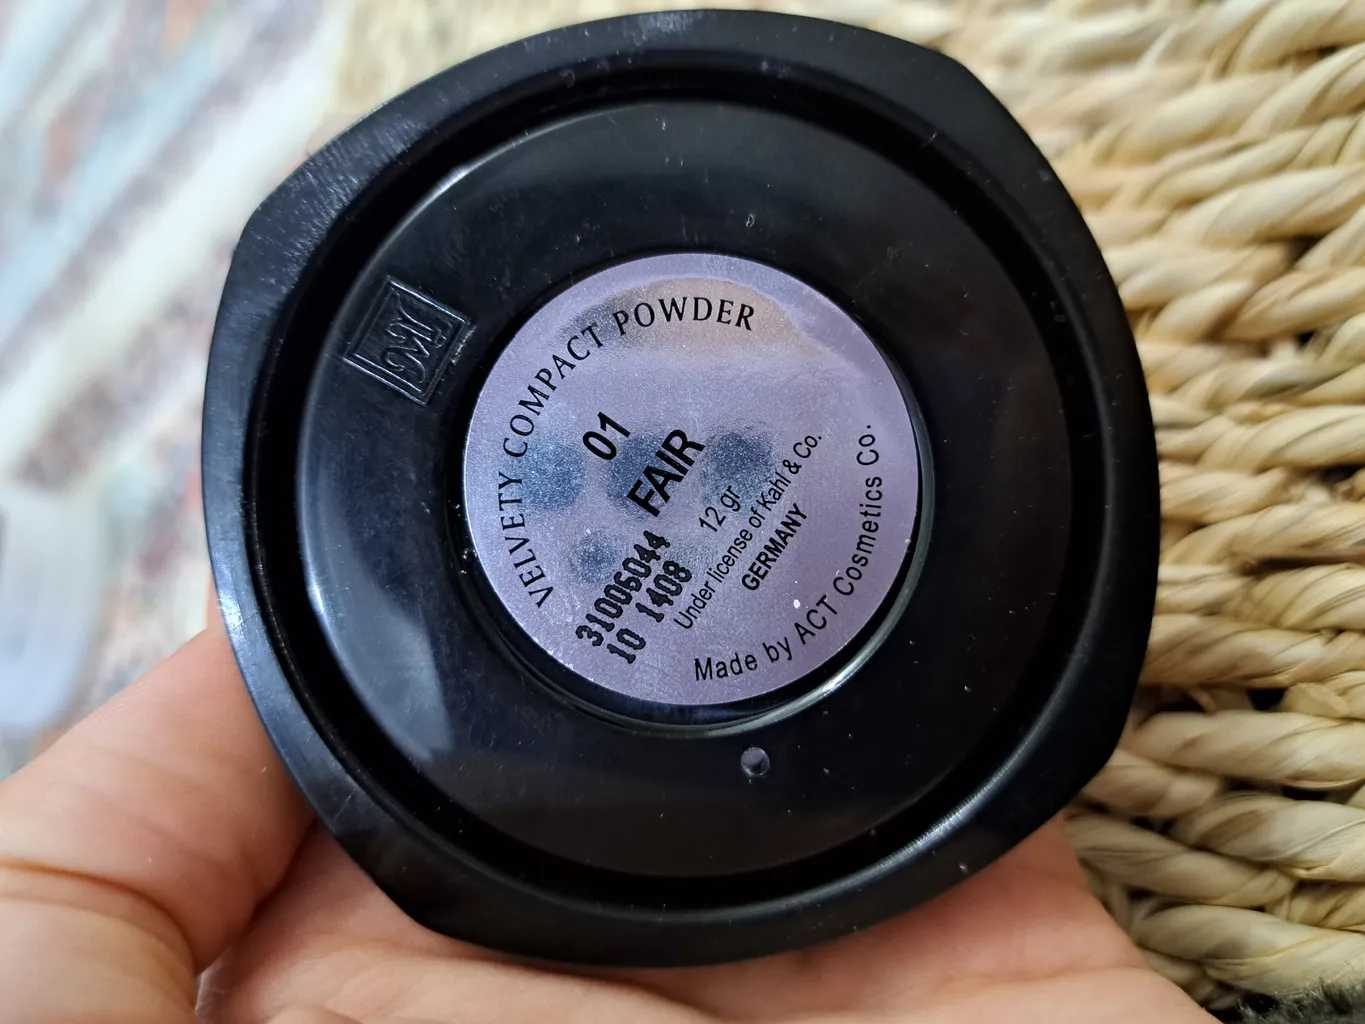 VELVETY COMPACT POWDER
01
FAIR
12 gr
31006044
10 1408
Under license of Kahl & Co.
GERMANY
Made by ACT Cosmetics Co.